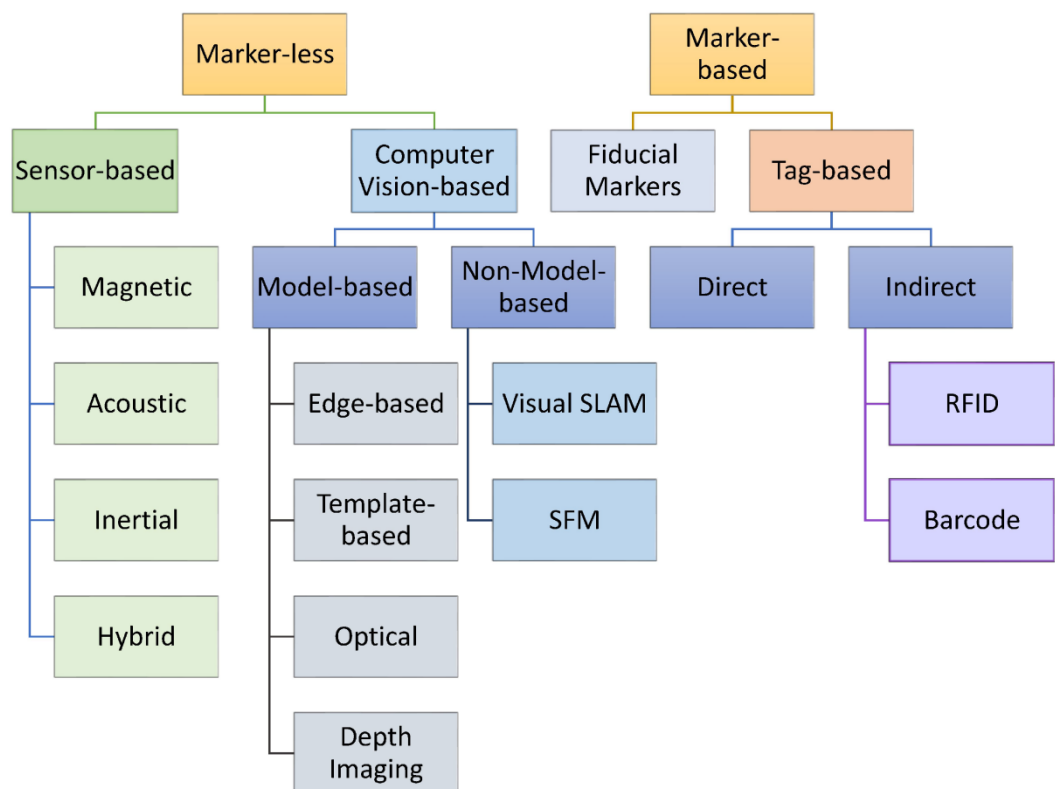 Marker-less
Marker-
based
Sensor-based
Computer
Vision-based
Fiducial
Markers
Tag-based
Magnetic
Model-based
Non-Model-
based
Direct
Indirect
Acoustic
Edge-based
Visual SLAM
RFID
Inertial
Template-
based
SFM
Barcode
Hybrid
Optical
Depth
Imaging